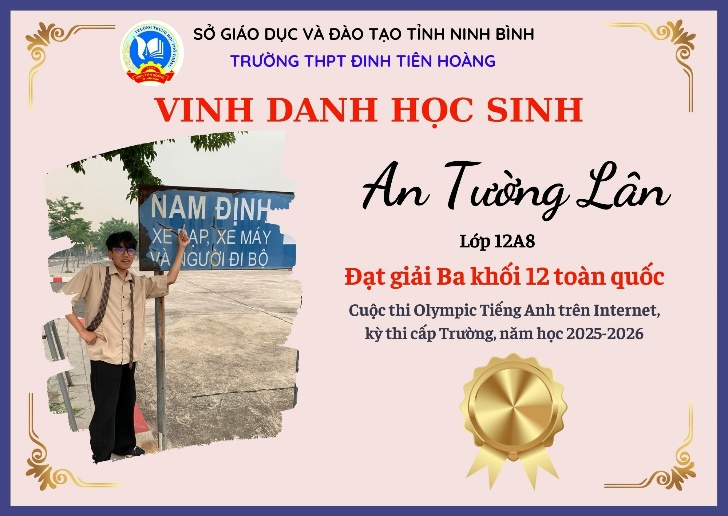 SỞ GIÁO DỤC VÀ ĐÀO TẠO TỈNH NINH BÌNH
TRƯỜNG THPT ĐINH TIÊN HOÀNG
VINH DANH HỌC SINH
An Tường Lân
Lớp 12A8
Đạt giải Ba khối 12 toàn quốc
Cuộc thi Olympic Tiếng Anh trên Internet,
kỳ thi cấp Trường, năm học 2025-2026
NAM ĐỊNH
XE ĐẠP, XE MÁY
VÀ NGƯỜI ĐI BỘ